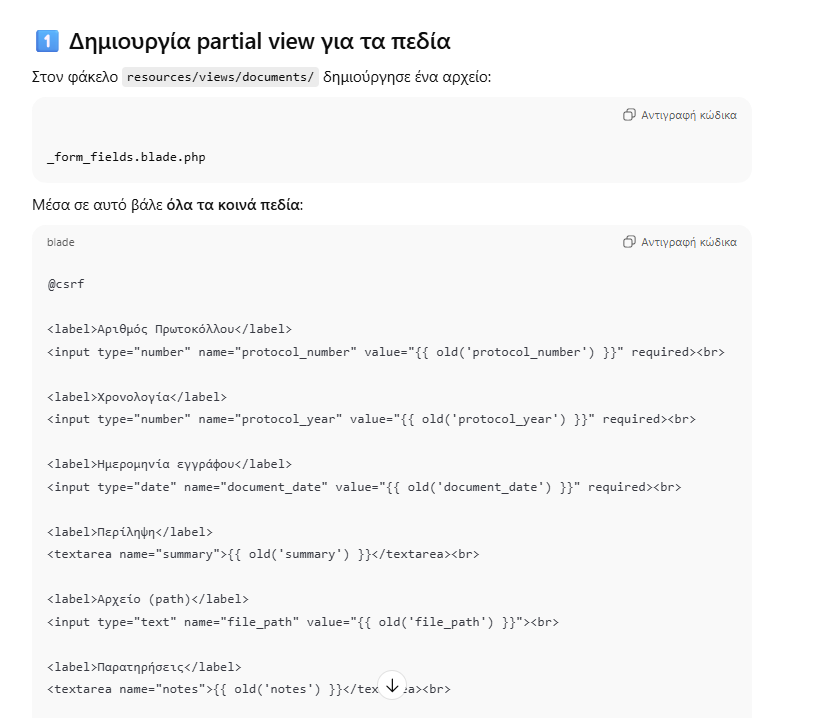 1 Δημιουργία partial view για τα πεδία
Στον φάκελο resources/views/documents/ δημιούργησε ένα αρχείο:
Αντιγραφή κώδικα
_form_fields.blade.php
Μέσα σε αυτό βάλε όλα τα κοινά πεδία:
blade
Αντιγραφή κώδικα
@csrf
<label>Αριθμός Πρωτοκόλλου</label>
<input type="number" name="protocol_number" value="{{ old('protocol_number') }}" required><br>
<label>Χρονολογία</label>
<input type="number" name="protocol_year" value="{{ old('protocol_year') }}" required><br>
<label>Ημερομηνία εγγράφου</label>
<input type="date" name="document_date" value="{{ old('document_date') }}" required><br>
<label>Περίληψη</label>
<textarea name="summary">{{ old('summary') }}</textarea><br>
<label>Αρχείο (path)</label>
<input type="text" name="file_path" value="{{ old('file_path') }}"><br>
<label>Παρατηρήσεις</label>
<textarea name="notes">{{ old('notes') }}</tex ea><br>